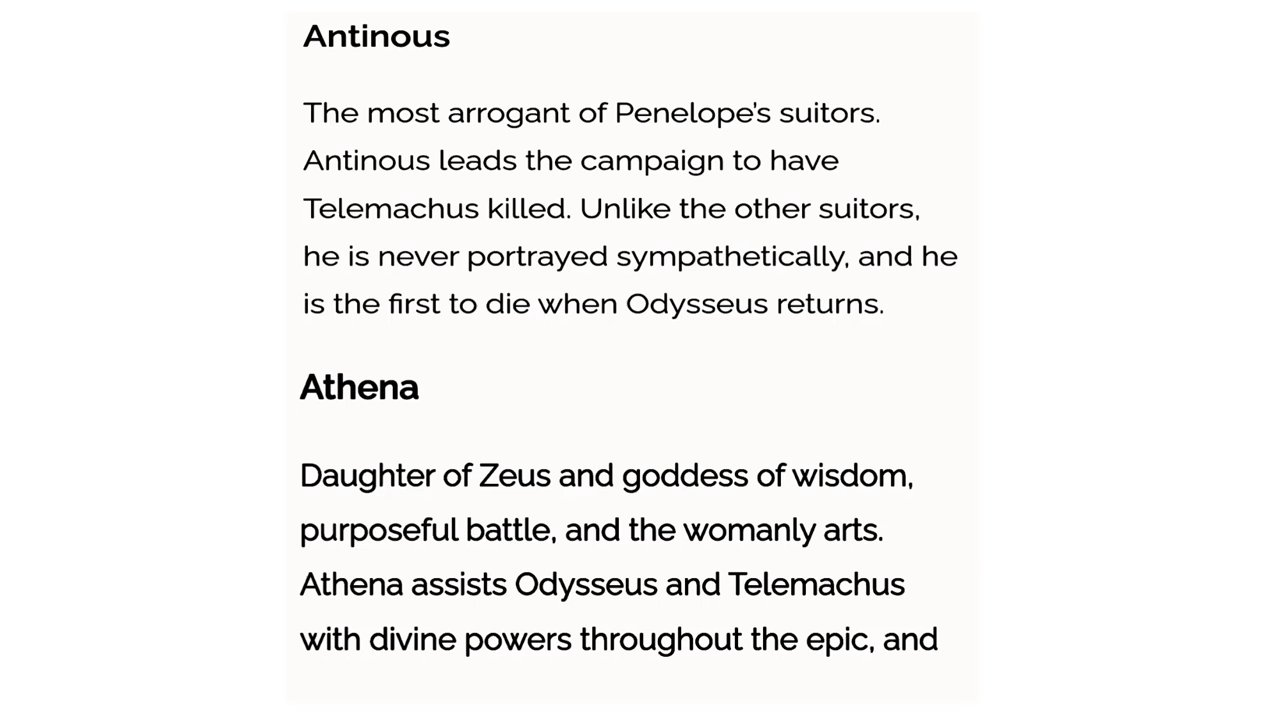 Antinous
The most arrogant of Penelope's suitors.
Antinous leads the campaign to have
Telemachus killed. Unlike the other suitors,
he is never portrayed sympathetically, and he
is the first to die when Odysseus returns.
Athena
Daughter of Zeus and goddess of wisdom,
purposeful battle, and the womanly arts.
Athena assists Odysseus and Telemachus
with divine powers throughout the epic, and